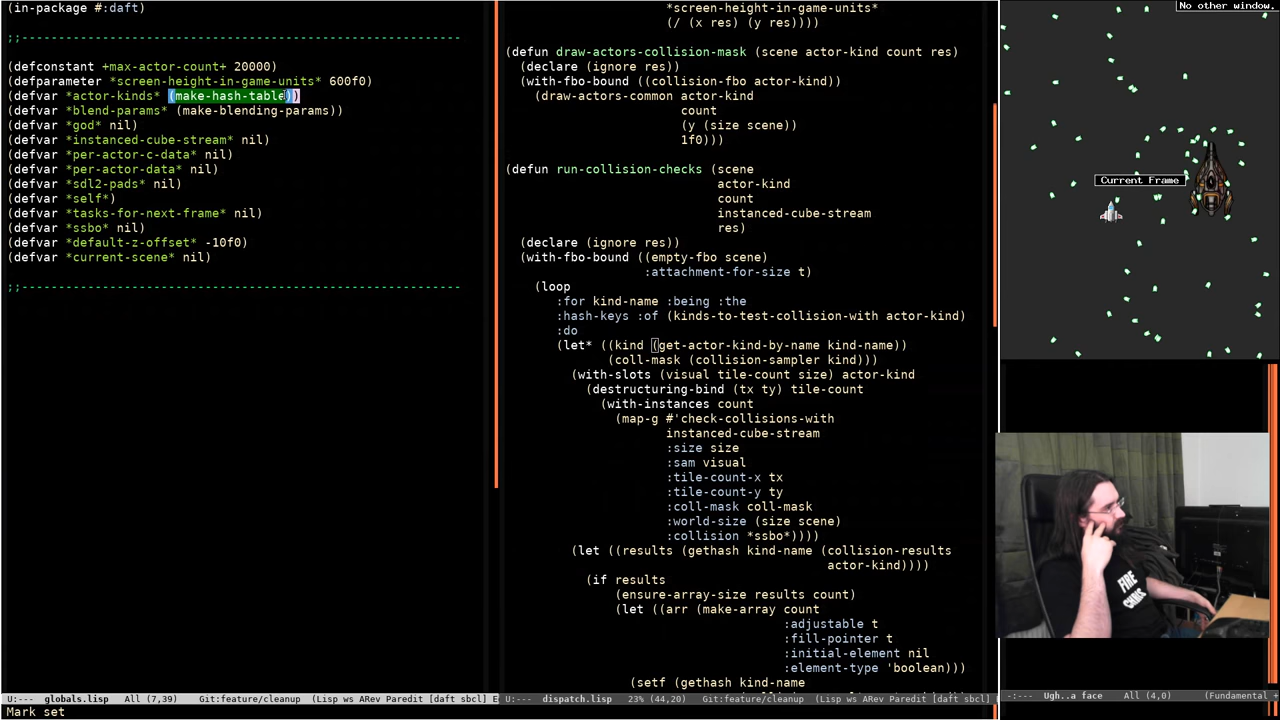 (in-package #:daft)
;;------------------------------------------------------------
(defconstant +max-actor-count+ 20000)
(defparameter *screen-height-in-game-units* 600f0)
(defvar *actor-kinds* (make-hash-table))
(defvar *blend-params* (make-blending-params))
(defvar *god* nil)
(defvar *instanced-cube-stream* nil)
(defvar *per-actor-c-data* nil)
(defvar *per-actor-data* nil)
(defvar *sdl2-pads* nil)
(defvar *self*)
(defvar *tasks-for-next-frame* nil)
(defvar *ssbo* nil)
(defvar *default-z-offset* -10f0)
(defvar *current-scene* nil)
;;------------------------------------------------------------
U:--- globals.lisp All (7,39) Git:feature/cleanup (Lisp ws ARev Paredit [daft sbcl] E
Mark set
*screen-height-in-game-units*
(/ (x res) (y res))))
(defun draw-actors-collision-mask (scene actor-kind count res)
(declare (ignore res))
(with-fbo-bound ((collision-fbo actor-kind))
(draw-actors-common actor-kind
count
(y (size scene))
1f0)))
(defun run-collision-checks (scene
actor-kind
count
instanced-cube-stream
res)
(declare (ignore res))
(with-fbo-bound ((empty-fbo scene)
:attachment-for-size t)
(loop
:for kind-name :being :the
:hash-keys :of (kinds-to-test-collision-with actor-kind)
:do
(let* ((kind (get-actor-kind-by-name kind-name))
(coll-mask (collision-sampler kind)))
(with-slots (visual tile-count size) actor-kind
(destructuring-bind (tx ty) tile-count
(with-instances count
(map-g #'check-collisions-with
instanced-cube-stream
:size size
:sam visual
:tile-count-x tx
:tile-count-y ty
:coll-mask coll-mask
:world-size (size scene)
:collision *ssbo*))))
(let ((results (gethash kind-name (collision-results
actor-kind))))
(if results
(ensure-array-size results count)
(let ((arr (make-array count
:adjustable t
:fill-pointer t
:initial-element nil
:element-type 'boolean)))
(setf (gethash kind-name
U:--- dispatch.lisp 23% (44,20) Git:feature/cleanup (Lisp ws ARev Paredit [daft sbcl]
No other window.
Current Frame
FIRE
-:--- Ugh..a face All (4,0) (Fundamental +